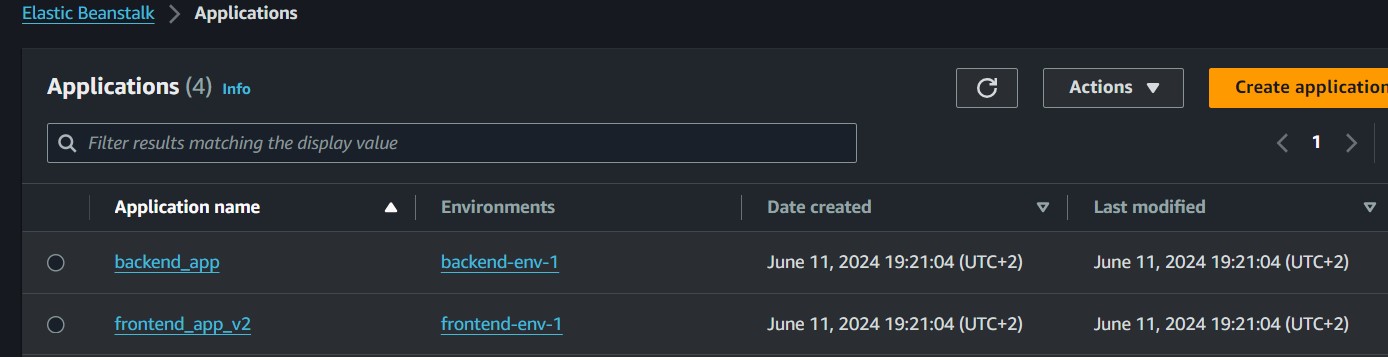 Elastic Beanstalk > Applications
Applications (4) Info
Actions
Create application
Filter results matching the display value
1
Application name Environments Date created Last modified
backend_app backend-env-1 June 11, 2024 19:21:04 (UTC+2) June 11, 2024 19:21:04 (UTC+2)
frontend_app_v2 frontend-env-1 June 11, 2024 19:21:04 (UTC+2) June 11, 2024 19:21:04 (UTC+2)